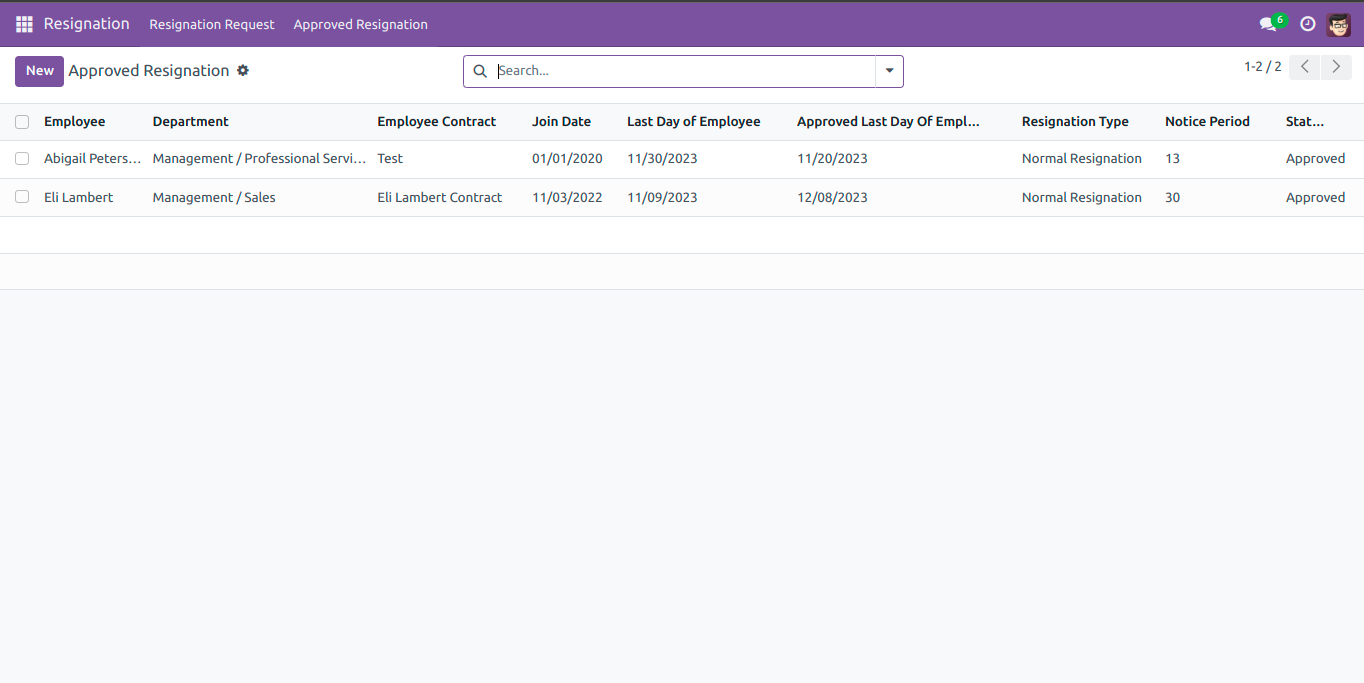 Resignation Resignation Request Approved Resignation 6
New Approved Resignation Search... 1-2 / 2
Employee Department Employee Contract Join Date Last Day of Employee Approved Last Day Of Empl... Resignation Type Notice Period Stat...
Abigail Peters... Management / Professional Servi... Test 01/01/2020 11/30/2023 11/20/2023 Normal Resignation 13 Approved
Eli Lambert Management / Sales Eli Lambert Contract 11/03/2022 11/09/2023 12/08/2023 Normal Resignation 30 Approved